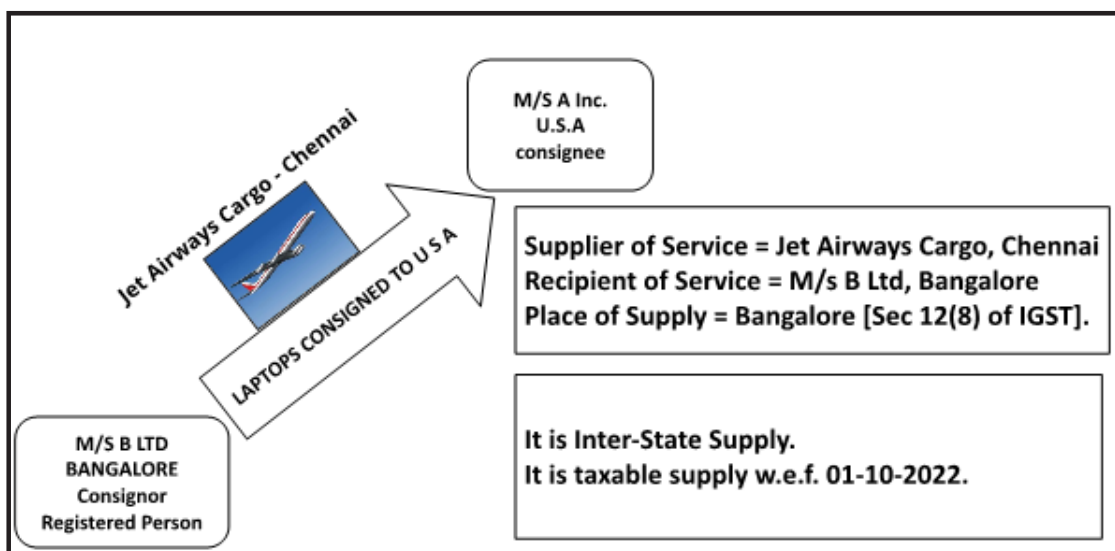 M/S A Inc.
U.S.A
consignee
Jet Airways Cargo - Chennai
LAPTOPS CONSIGNED TO U S A
Supplier of Service = Jet Airways Cargo, Chennai
Recipient of Service = M/s B Ltd, Bangalore
Place of Supply = Bangalore [Sec 12(8) of IGST].
M/S B LTD
BANGALORE
Consignor
Registered Person
It is Inter-State Supply.
It is taxable supply w.e.f. 01-10-2022.